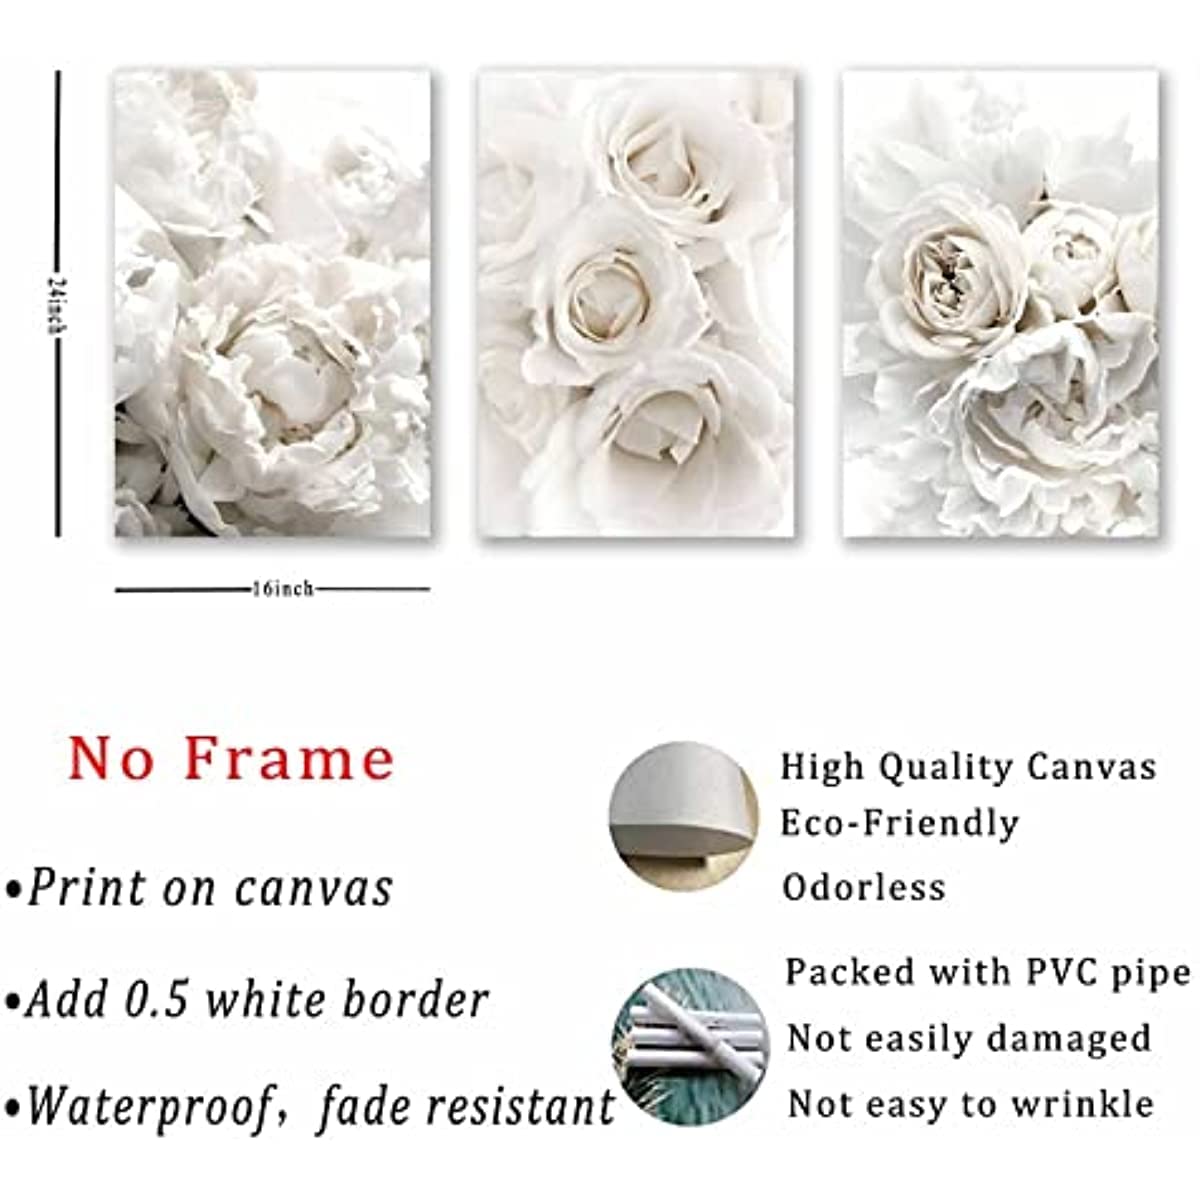 24inch
16inch
No Frame
•Print on canvas
•Add 0.5 white border
•Waterproof, fade resistant
High Quality Canvas
Eco-Friendly
Odorless
Packed with PVC pipe
Not easily damaged
Not easy to wrinkle